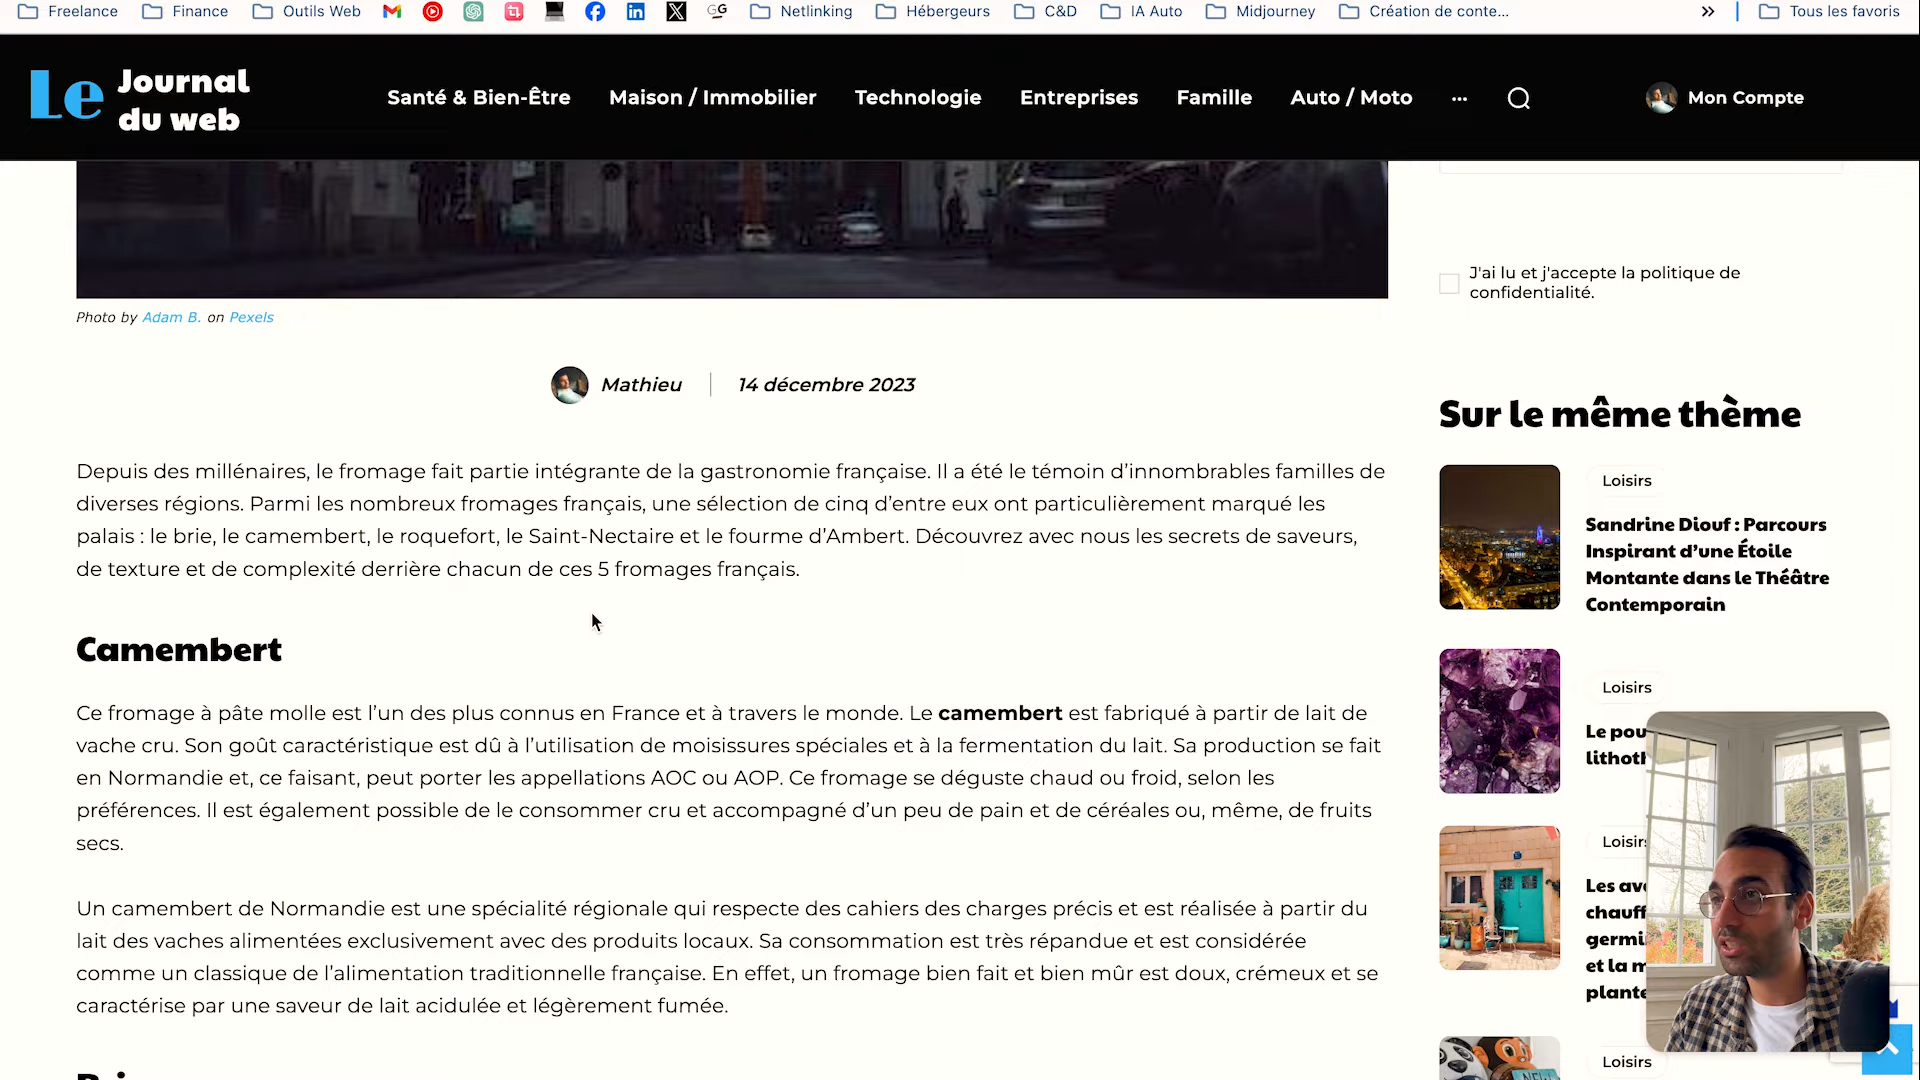 Freelance Finance Outils Web Netlinking Hébergeurs C&D IA Auto Midjourney Création de conte... Tous les favoris
Le Journal
du web
Santé & Bien-Être Maison / Immobilier Technologie Entreprises Famille Auto / Moto ... Mon Compte
Photo by Adam B. on Pexels
J'ai lu et j'accepte la politique de
confidentialité.
Mathieu | 14 décembre 2023
Depuis des millénaires, le fromage fait partie intégrante de la gastronomie française. Il a été le témoin d’innombrables familles de
diverses régions. Parmi les nombreux fromages français, une sélection de cinq d’entre eux ont particulièrement marqué les
palais : le brie, le camembert, le roquefort, le Saint-Nectaire et le fourme d’Ambert. Découvrez avec nous les secrets de saveurs,
de texture et de complexité derrière chacun de ces 5 fromages français.
Camembert
Ce fromage à pâte molle est l’un des plus connus en France et à travers le monde. Le camembert est fabriqué à partir de lait de
vache cru. Son goût caractéristique est dû à l’utilisation de moisissures spéciales et à la fermentation du lait. Sa production se fait
en Normandie et, ce faisant, peut porter les appellations AOC ou AOP. Ce fromage se déguste chaud ou froid, selon les
préférences. Il est également possible de le consommer cru et accompagné d’un peu de pain et de céréales ou, même, de fruits
secs.
Un camembert de Normandie est une spécialité régionale qui respecte des cahiers des charges précis et est réalisée à partir du
lait des vaches alimentées exclusivement avec des produits locaux. Sa consommation est très répandue et est considérée
comme un classique de l’alimentation traditionnelle française. En effet, un fromage bien fait et bien mûr est doux, crémeux et se
caractérise par une saveur de lait acidulée et légèrement fumée.
Sur le même thème
Loisirs
Sandrine Diouf : Parcours
Inspirant d’une Étoile
Montante dans le Théâtre
Contemporain
Loisirs
Le pou
lithoth
Loisirs
Les ava
chauff
germi
et la m
plante
Loisirs